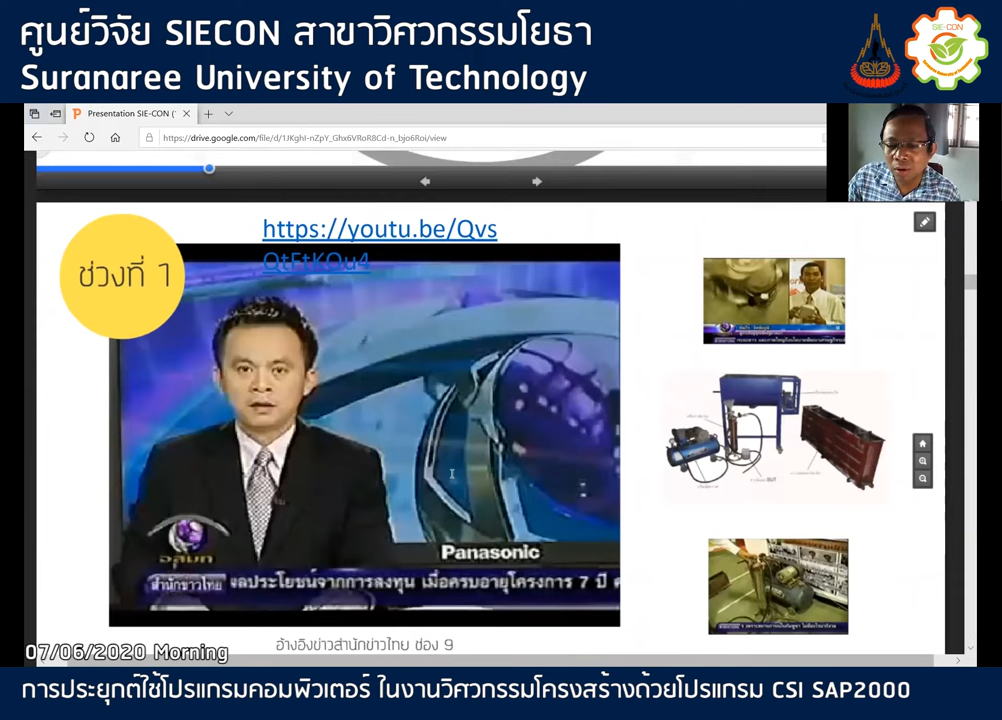 ศูนย์วิจัย SIECON สาขาวิศวกรรมโยธา
Suranaree University of Technology
SIE-CON
Presentation SIE-CON (
https://drive.google.com/file/d/1JKghI-nZpY_Ghx6VRoR8Cd-n_bjo6Roi/view
ช่วงที่ 1
https://youtu.be/Qvs
QtFtKQu4
อสมท
Panasonic
สำนักข่าวไทย
ผลประโยชน์จากการลงทุน เมื่อครบอายุโครงการ 7 ปี
อ้างอิงข่าวสำนักข่าวไทย ช่อง 9
07/06/2020 Morning
การประยุกต์ใช้โปรแกรมคอมพิวเตอร์ ในงานวิศวกรรมโครงสร้างด้วยโปรแกรม CSI SAP2000